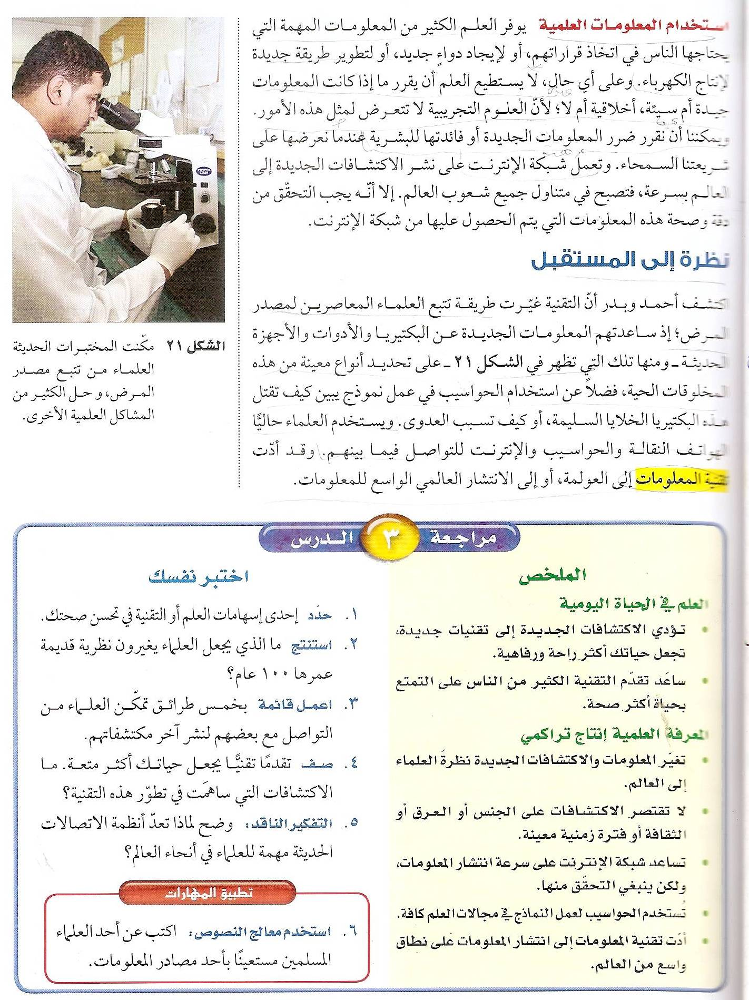 استخدام المعلومات العلمية يوفر العلم الكثير من المعلومات المهمة التي
يحتاجها الناس في اتخاذ قراراتهم، أو لإيجاد دواءٍ جديد، أو لتطوير طريقة جديدة
لإنتاج الكهرباء. وعلى أي حال، لا يستطيع العلم أن يقرر ما إذا كانت المعلومات
جيدة أم سيئة، أخلاقية أم لا؛ لأنّ العلوم التجريبية لا تتعرض لمثل هذه الأمور.
ويمكننا أن نقرر ضرر المعلومات الجديدة أو فائدتها للبشرية عندما نعرضها على
شريعتنا السمحاء. وتعمل شبكة الإنترنت على نشر الاكتشافات الجديدة إلى
العالم بسرعة، فتصبح في متناول جميع شعوب العالم. إلا أنّه يجب التحقّق من
دقة وصحة هذه المعلومات التي يتم الحصول عليها من شبكة الإنترنت.
نظرة إلى المستقبل
اكتشف أحمد وبدر أنّ التقنية غيّرت طريقة تتبع العلماء المعاصرين لمصدر
المرض؛ إذ ساعدتهم المعلومات الجديدة عن البكتيريا والأدوات والأجهزة
الحديثة ـ ومنها تلك التي تظهر في الشكل ٢١ ـ على تحديد أنواع معينة من هذه
المخلوقات الحية، فضلاً عن استخدام الحواسيب في عمل نموذج يبين كيف تقتل
هذه البكتيريا الخلايا السليمة، أو كيف تسبب العدوى. ويستخدم العلماء حاليًّا
الهواتف النقالة والحواسيب والإنترنت للتواصل فيما بينهم. وقد أدّت
تقنية المعلومات إلى العولمة، أو إلى الانتشار العالمي الواسع للمعلومات.
الشكل ٢١ مكّنت المختبرات الحديثة
العلماء من تتبع مصدر
المرض، وحل الكثير من
المشاكل العلمية الأخرى.
مراجعة ٣ الدرس
الملخص
العلم في الحياة اليومية
• تؤدي الاكتشافات الجديدة إلى تقنيات جديدة،
تجعل حياتك أكثر راحة ورفاهية.
• ساعَد تقدّم التقنية الكثير من الناس على التمتع
بحياة أكثر صحة.
المعرفة العلمية إنتاج تراكمي
• تغيّر المعلومات والاكتشافات الجديدة نظرةَ العلماء
إلى العالم.
• لا تقتصر الاكتشافات على الجنس أو العرق أو
الثقافة أو فترة زمنية معينة.
• تساعد شبكة الإنترنت على سرعة انتشار المعلومات،
ولكن ينبغي التحقّق منها.
• تُستخدم الحواسيب لعمل النماذج في مجالات العلم كافة.
• أدّت تقنية المعلومات إلى انتشار المعلومات على نطاق
واسع من العالم.
اختبر نفسك
١. حدّد إحدى إسهامات العلم أو التقنية في تحسن صحتك.
٢. استنتج ما الذي يجعل العلماء يغيرون نظرية قديمة
عمرها ١٠٠ عام؟
٣. اعمل قائمة بخمس طرائق تمكّن العلماء من
التواصل مع بعضهم لنشر آخر مكتشفاتهم.
٤. صف تقدمًا تقنيًّا يجعل حياتك أكثر متعة. ما
الاكتشافات التي ساهمَت في تطوّر هذه التقنية؟
٥. التفكير الناقد: وضح لماذا تعدّ أنظمة الاتصالات
الحديثة مهمة للعلماء في أنحاء العالم؟
تطبيق المهارات
٦. استخدم معالج النصوص: اكتب عن أحد العلماء
المسلمين مستعينًا بأحد مصادر المعلومات.